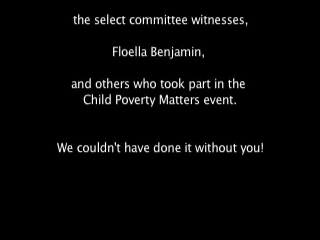 the select committee witnesses,
Floella Benjamin,
and others who took part in the
Child Poverty Matters event.
We couldn't have done it without you!